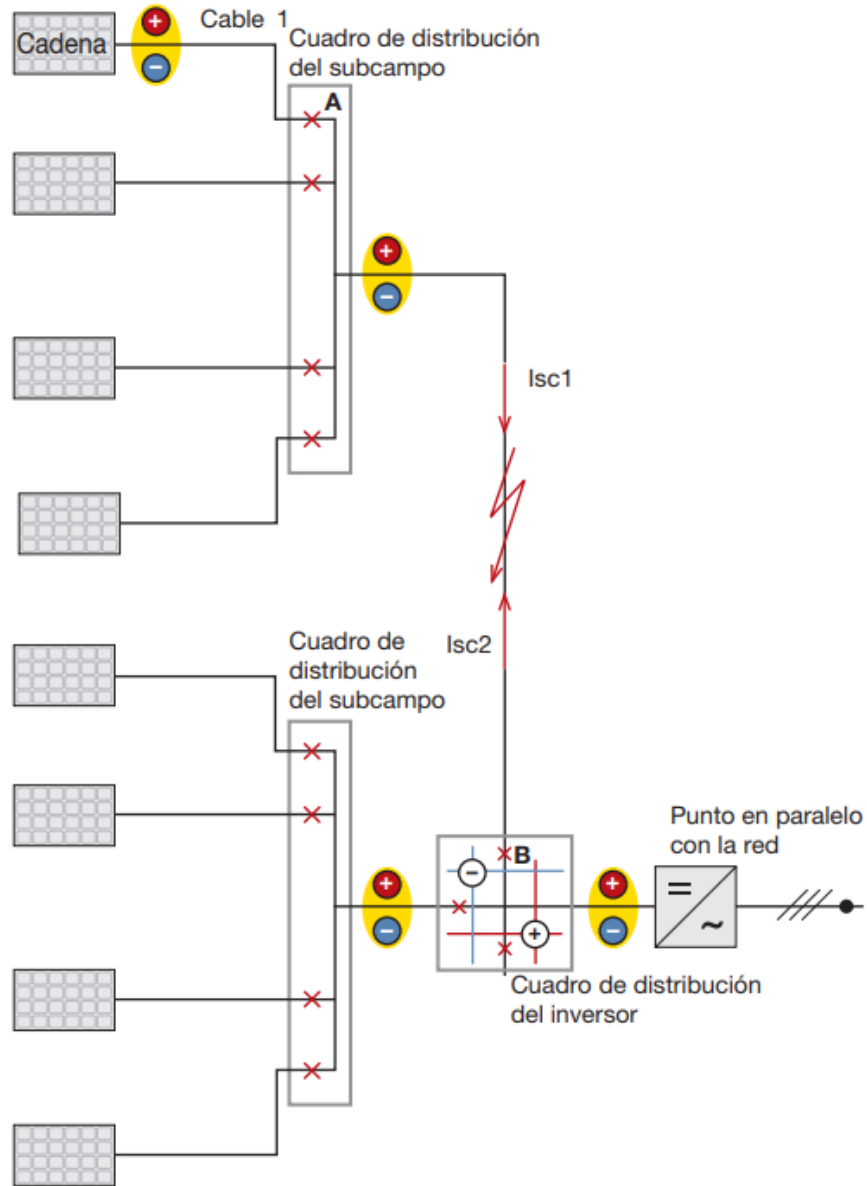 Cadena
+
−
Cable 1
Cuadro de distribución
del subcampo
A
+
−
Isc1
Isc2
Cuadro de
distribución
del subcampo
+
−
B
−
+
+
−
Punto en paralelo
con la red
=
~
Cuadro de distribución
del inversor